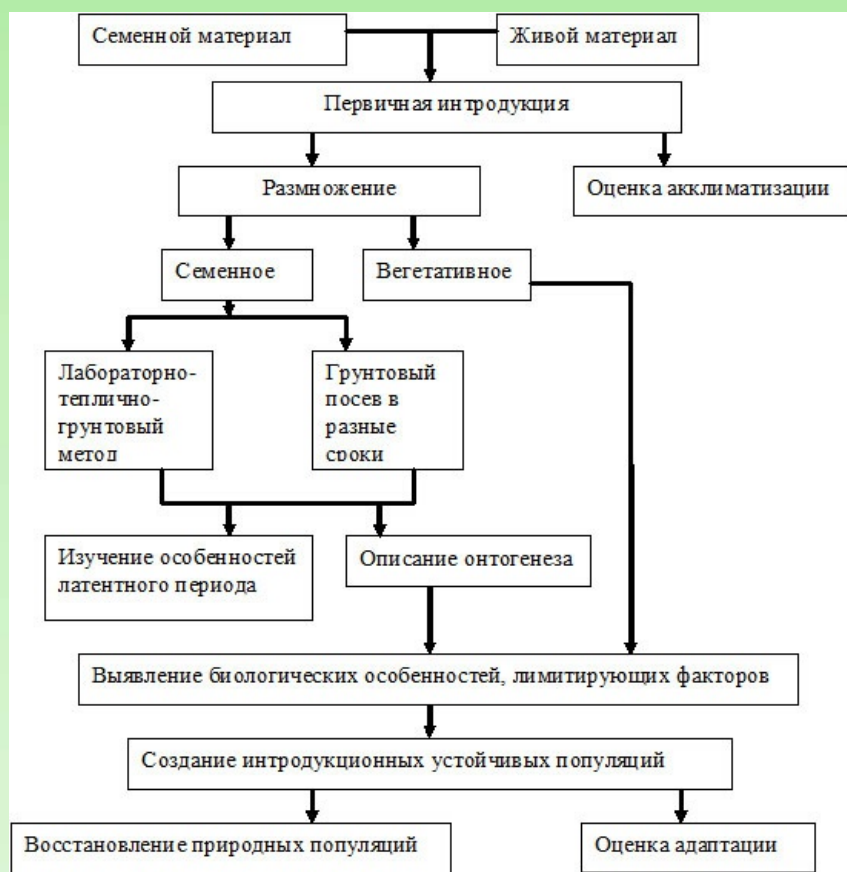 Семенной материал
Живой материал
Первичная интродукция
Размножение
Оценка акклиматизации
Семенное
Вегетативное
Лабораторно-
теплично-
грунтовый
метод
Грунтовый
посев в
разные
сроки
Изучение особенностей
латентного периода
Описание онтогенеза
Выявление биологических особенностей, лимитирующих факторов
Создание интродукционных устойчивых популяций
Восстановление природных популяций
Оценка адаптации